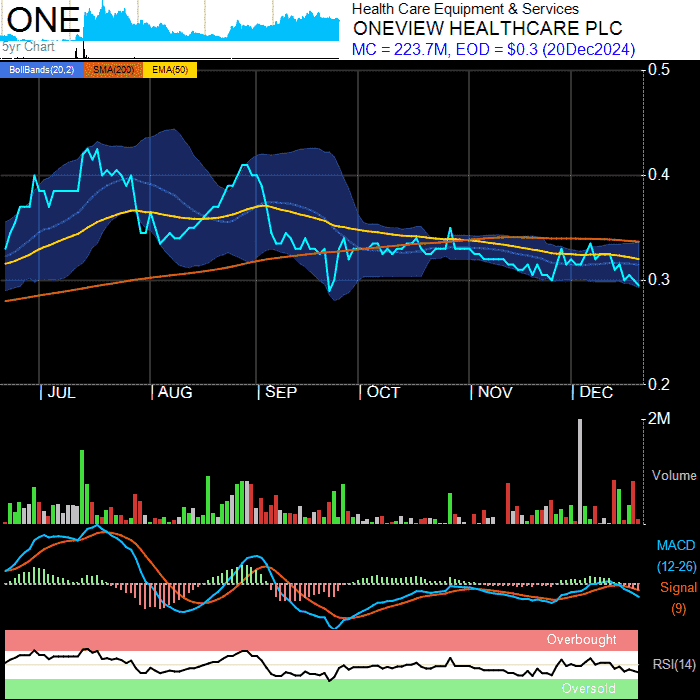 ONE
5yr Chart
Health Care Equipment & Services
ONEVIEW HEALTHCARE PLC
MC = 223.7M, EOD = $0.3 (20Dec2024)
BollBands(20,2) SMA(200) EMA(50)
0.5
0.4
0.3
0.2
| JUL | AUG | SEP | OCT | NOV | DEC
2M
Volume
MACD
(12-26)
Signal
(9)
Overbought
RSI(14)
Oversold